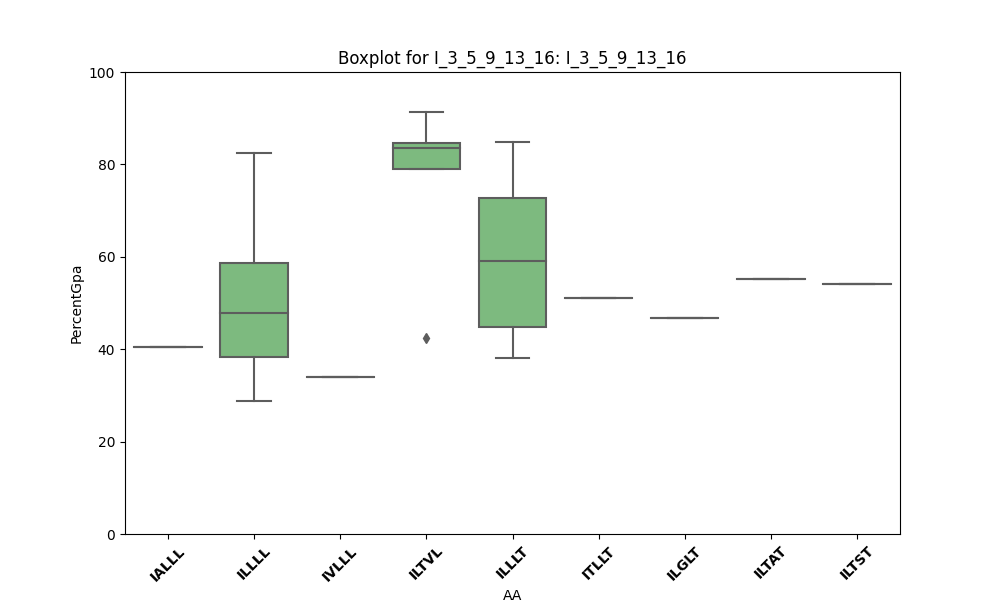 Boxplot for I_3_5_9_13_16: I_3_5_9_13_16
100
80
60
40
20
0
PercentGpa
IALLL
ILLLL
IVLLL
ILTVL
ILLLT
ITLLT
ILGLT
ILTAT
ILTST
AA